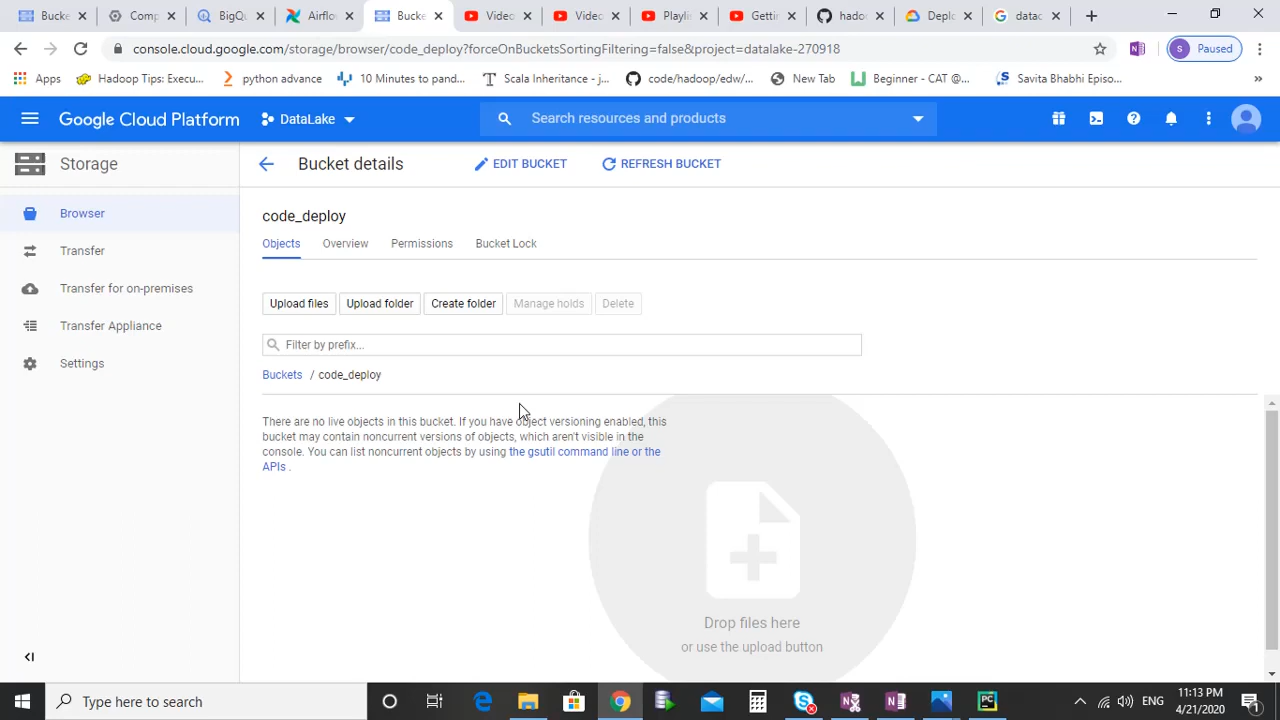 Bucke
Comp
BigQu
Airflow
Bucke
Video
Video
Playlis
Gettin
hadoo
Deplo
datac
console.cloud.google.com/storage/browser/code_deploy?forceOnBucketsSortingFiltering=false&project=datalake-270918
S Paused
Apps
Hadoop Tips: Execu...
python advance
10 Minutes to pand...
Scala Inheritance - j...
code/hadoop/edw/...
New Tab
Beginner - CAT @...
Savita Bhabhi Episo...
»
Google Cloud Platform
DataLake
Search resources and products
Storage
Bucket details
EDIT BUCKET
REFRESH BUCKET
Browser
Transfer
Transfer for on-premises
Transfer Appliance
Settings
code_deploy
Objects
Overview
Permissions
Bucket Lock
Upload files
Upload folder
Create folder
Manage holds
Delete
Filter by prefix...
Buckets / code_deploy
There are no live objects in this bucket. If you have object versioning enabled, this
bucket may contain noncurrent versions of objects, which aren't visible in the
console. You can list noncurrent objects by using the gsutil command line or the
APIs .
Drop files here
or use the upload button
Type here to search
ENG
11:13 PM
4/21/2020
1